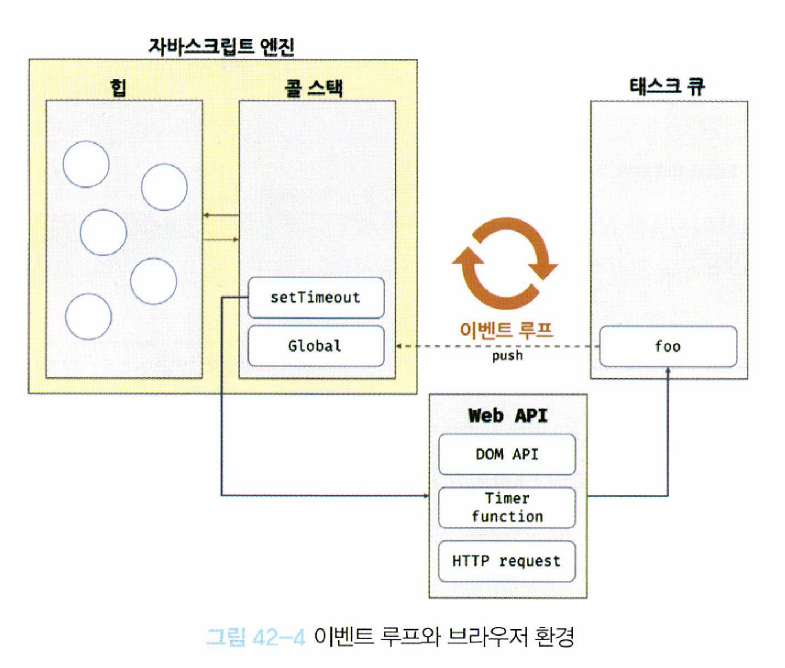 자바스크립트 엔진
힙
콜 스택
태스크 큐
setTimeout
Global
이벤트 루프
push
foo
Web API
DOM API
Timer
function
HTTP request
그림 42-4 이벤트 루프와 브라우저 환경